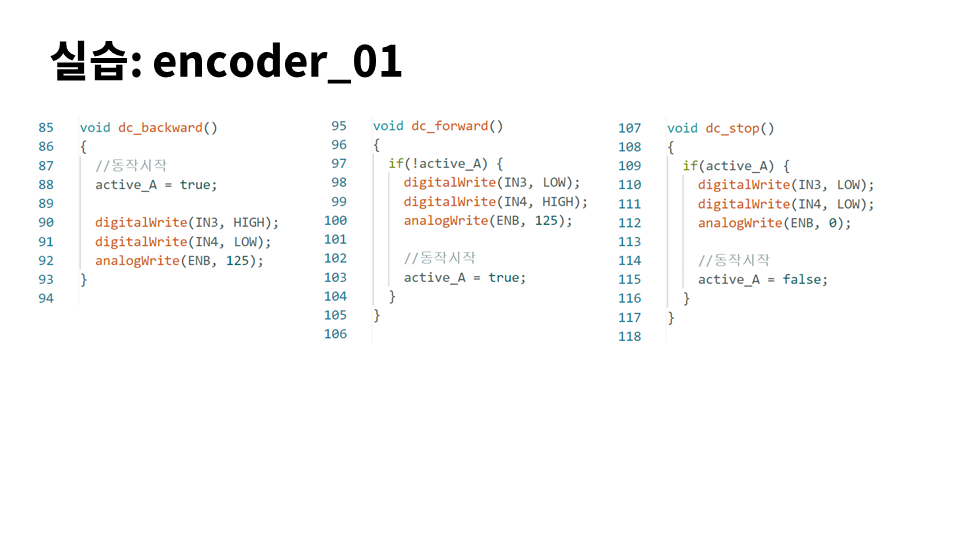 실습: encoder_01
85 void dc_backward()
86 {
87 //동작시작
88 active_A = true;
89
90 digitalWrite(IN3, HIGH);
91 digitalWrite(IN4, LOW);
92 analogWrite(ENB, 125);
93 }
94
95 void dc_forward()
96 {
97 if(!active_A) {
98 digitalWrite(IN3, LOW);
99 digitalWrite(IN4, HIGH);
100 analogWrite(ENB, 125);
101
102 //동작시작
103 active_A = true;
104 }
105 }
106
107 void dc_stop()
108 {
109 if(active_A) {
110 digitalWrite(IN3, LOW);
111 digitalWrite(IN4, LOW);
112 analogWrite(ENB, 0);
113
114 //동작시작
115 active_A = false;
116 }
117 }
118